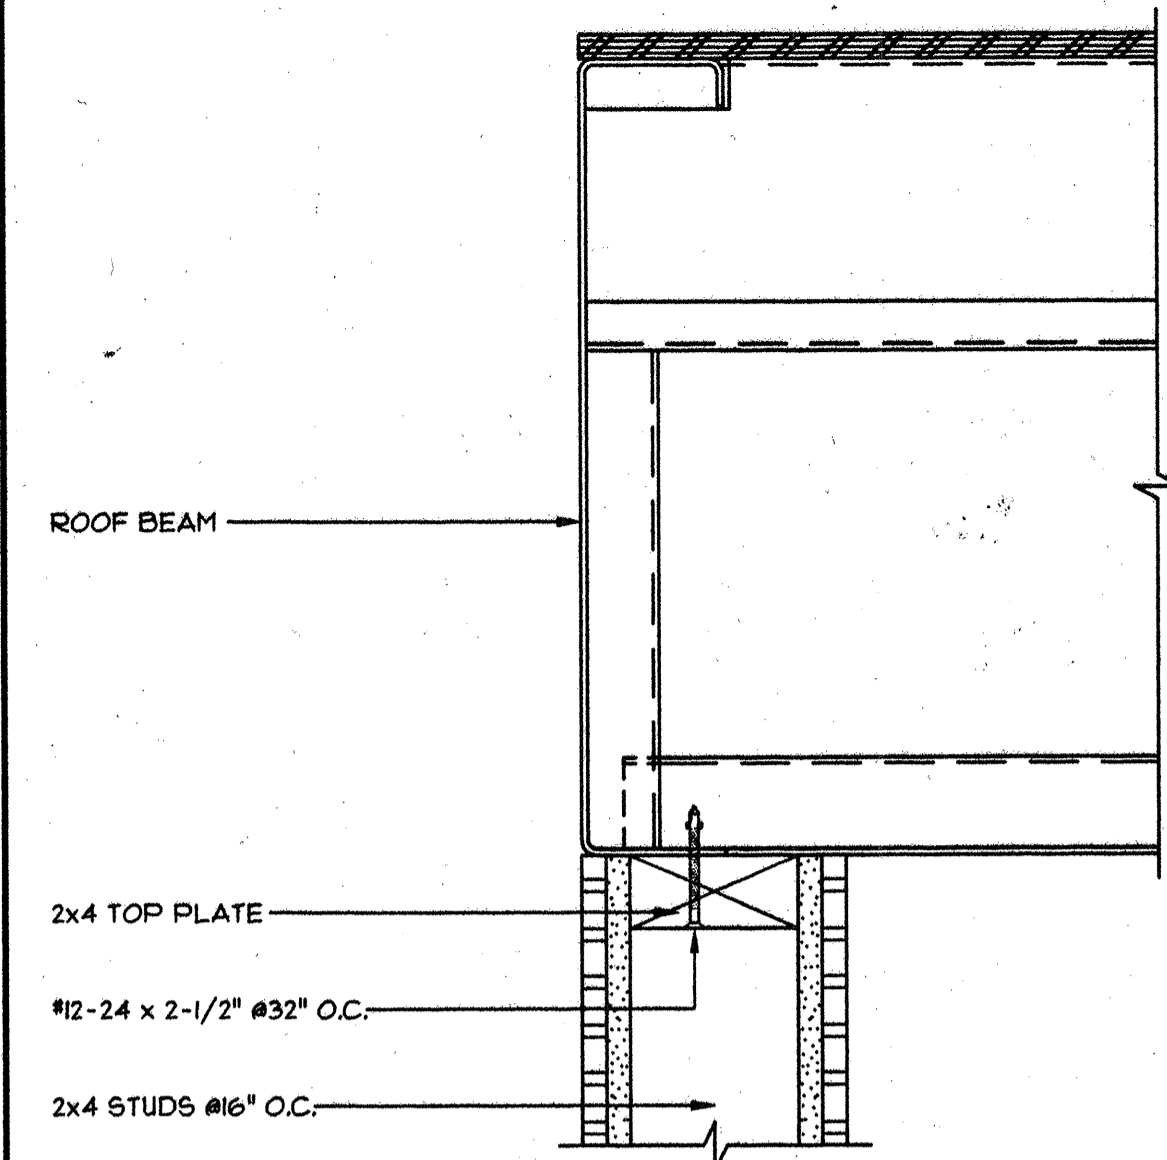 ROOF BEAM
2x4 TOP PLATE
#12-24 x 2-1/2" @32" O.C.
2x4 STUDS @16" O.C.